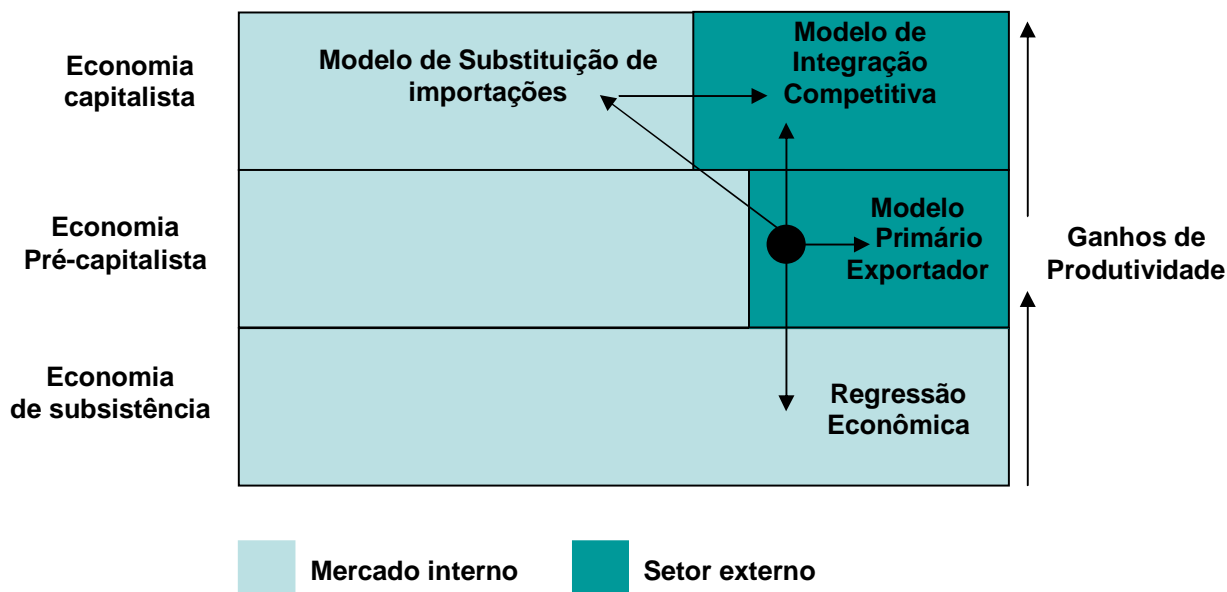 Economia
capitalista
Modelo de Substituição de
importações
Modelo de
Integração
Competitiva
Economia
Pré-capitalista
Modelo
Primário
Exportador
Ganhos de
Produtividade
Economia
de subsistência
Regressão
Econômica
Mercado interno
Setor externo